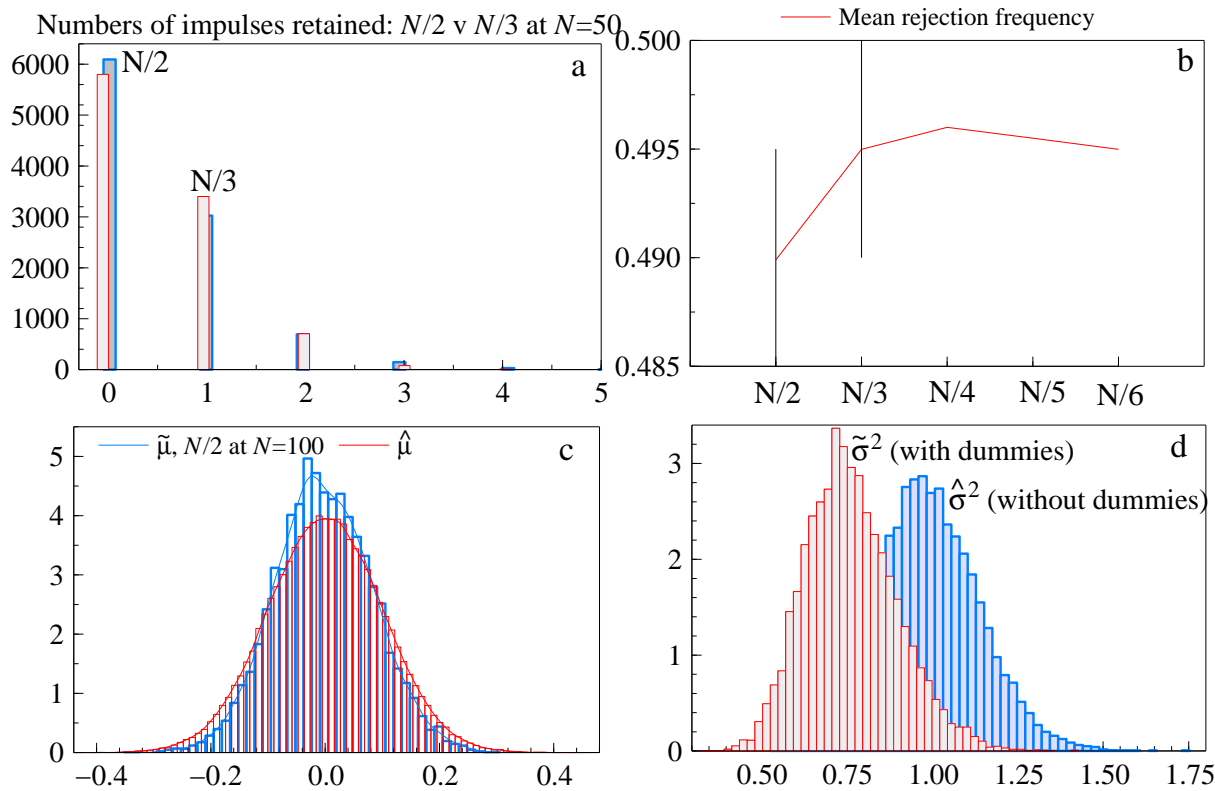 Numbers of impulses retained: N/2 v N/3 at N=50
6000
5000
4000
3000
2000
1000
0
N/2
N/3
a
0 1 2 3 4 5
Mean rejection frequency
0.500
0.495
0.490
0.485
b
N/2 N/3 N/4 N/5 N/6
μ̃, N/2 at N=100 μ̂
c
5
4
3
2
1
0
−0.4 −0.2 0.0 0.2 0.4
d
3
2
1
0
σ̃² (with dummies)
σ̂² (without dummies)
0.50 0.75 1.00 1.25 1.50 1.75